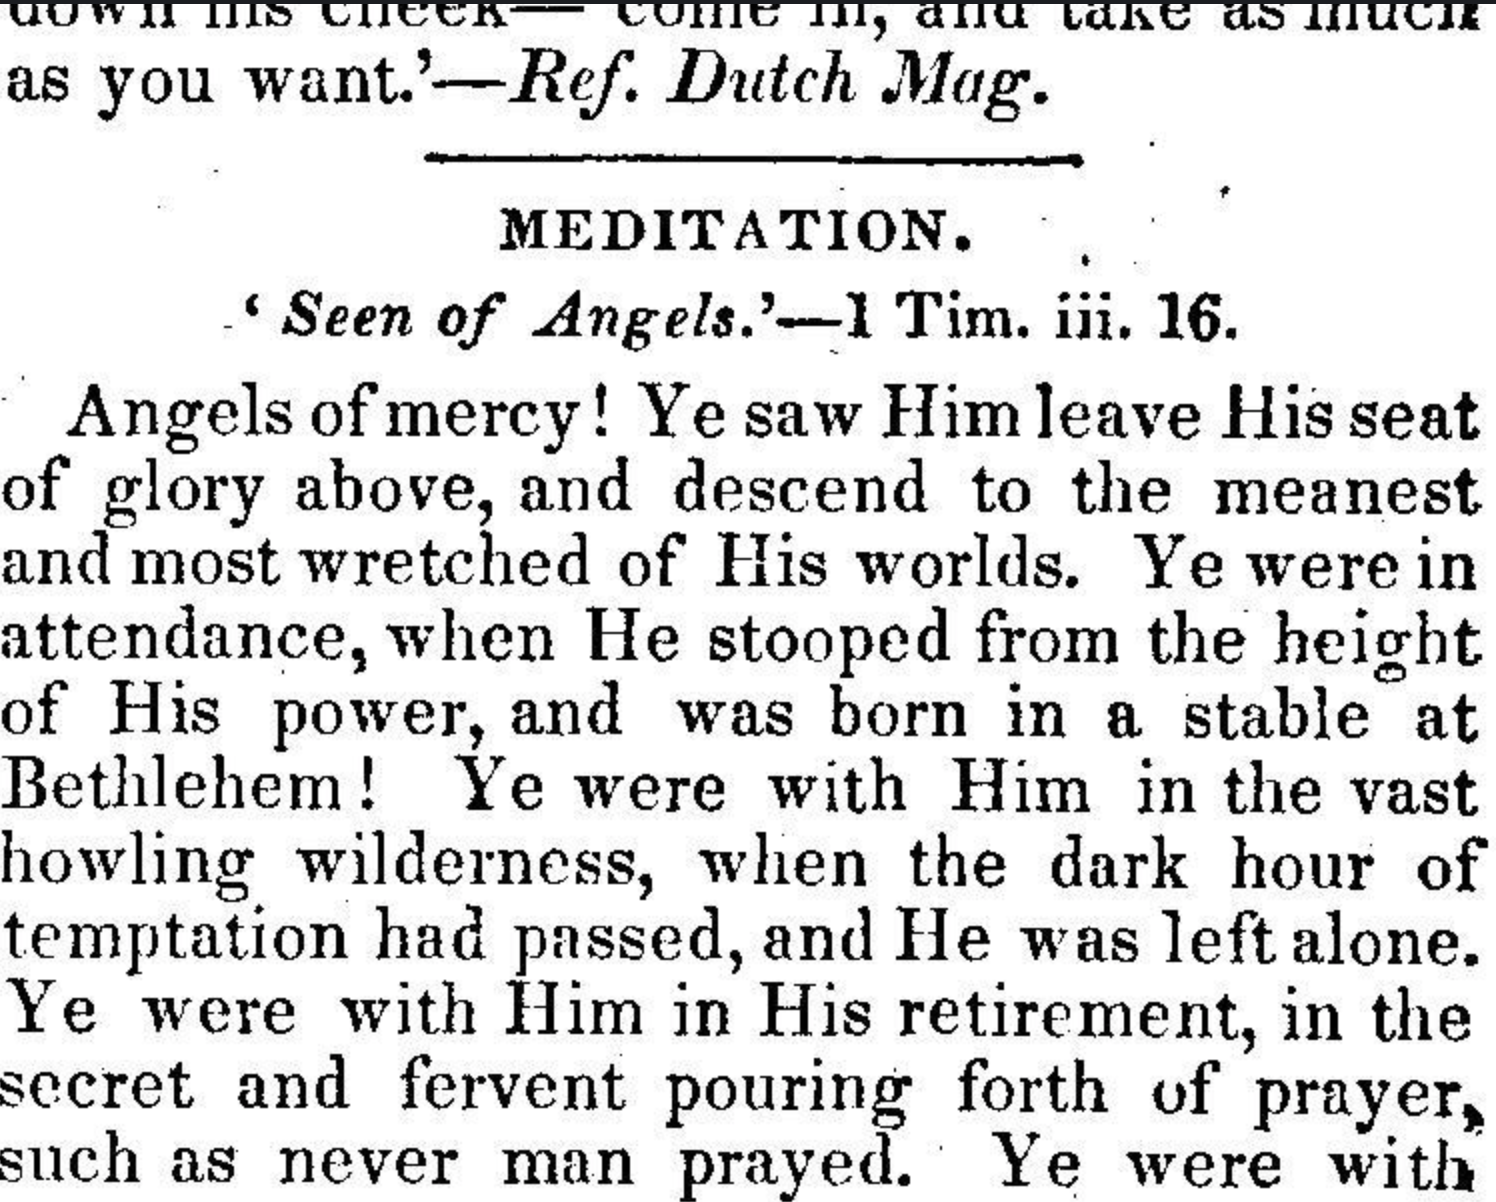 down his cheek— come in, and take as much
as you want.'—Ref. Dutch Mag.
MEDITATION.
' Seen of Angels.'—1 Tim. iii. 16.
Angels of mercy! Ye saw Him leave His seat
of glory above, and descend to the meanest
and most wretched of His worlds. Ye were in
attendance, when He stooped from the height
of His power, and was born in a stable at
Bethlehem! Ye were with Him in the vast
howling wilderness, when the dark hour of
temptation had passed, and He was left alone.
Ye were with Him in His retirement, in the
secret and fervent pouring forth of prayer,
such as never man prayed. Ye were with